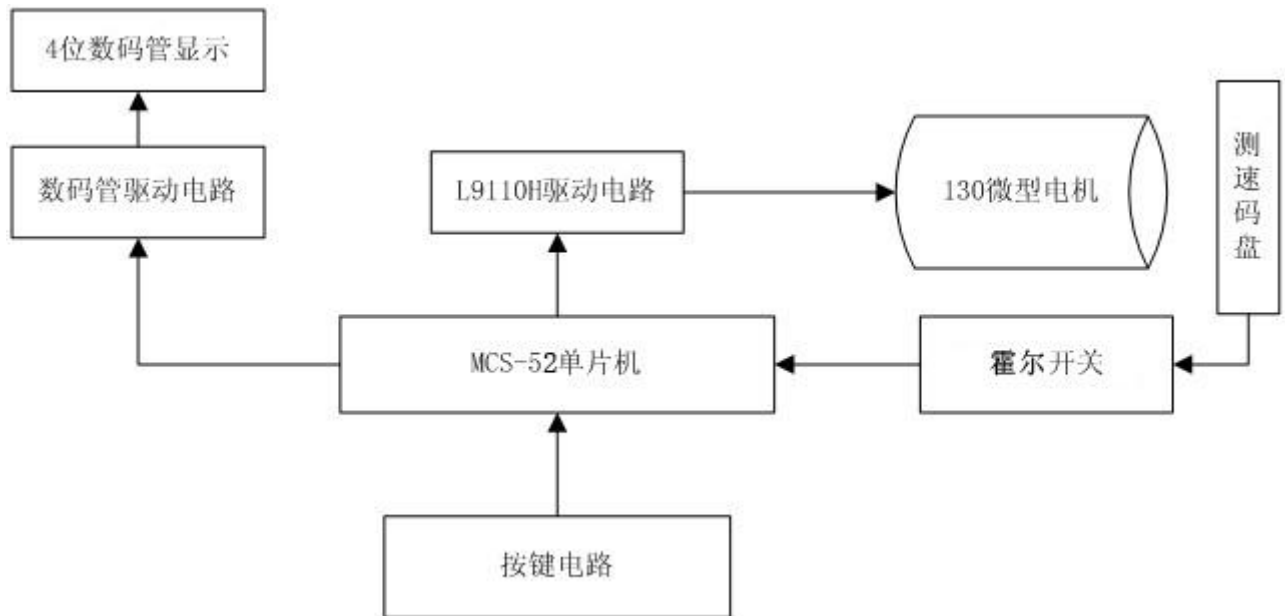 4位数码管显示
数码管驱动电路
L9110H驱动电路
130微型电机
测速码盘
MCS-52单片机
霍尔开关
按键电路